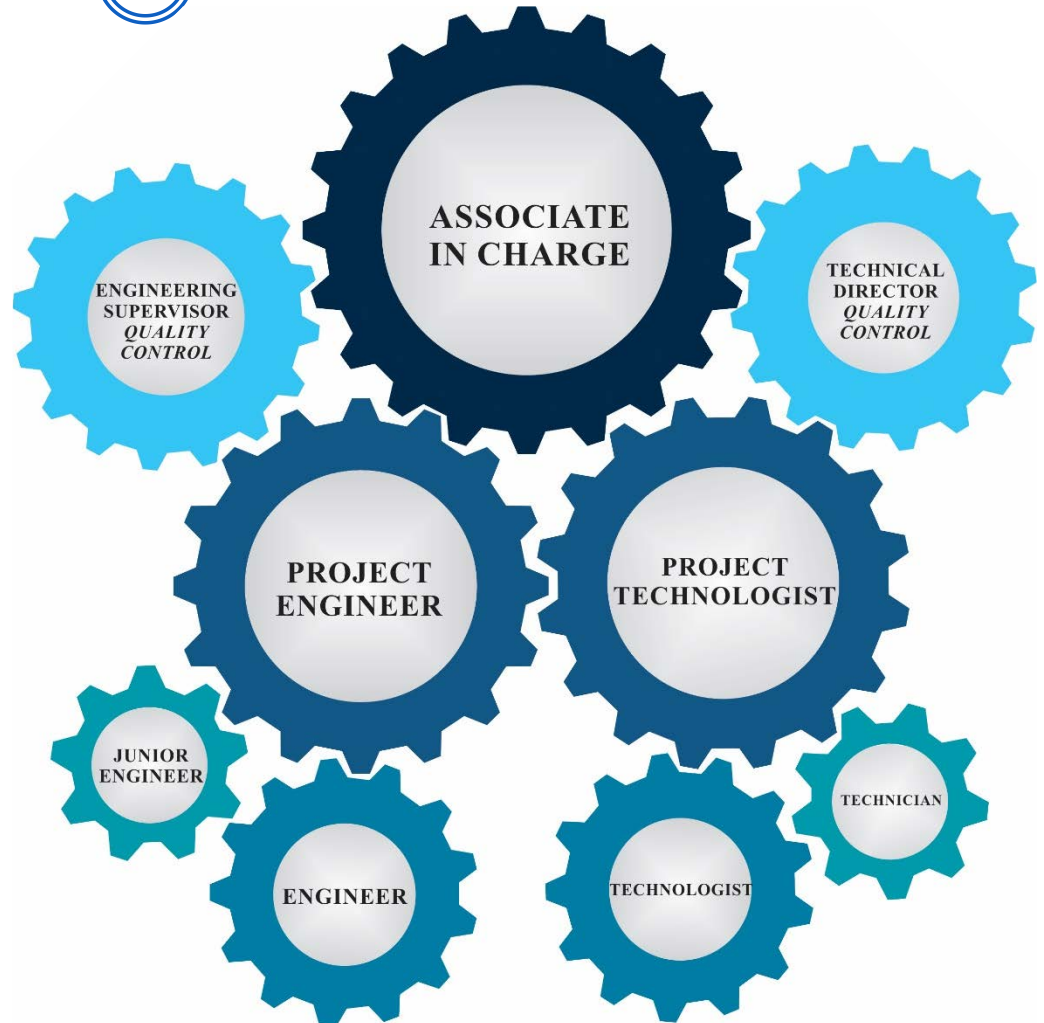 ASSOCIATE
IN CHARGE
ENGINEERING
SUPERVISOR
QUALITY
CONTROL
TECHNICAL
DIRECTOR
QUALITY
CONTROL
PROJECT
ENGINEER
PROJECT
TECHNOLOGIST
JUNIOR
ENGINEER
TECHNICIAN
ENGINEER
TECHNOLOGIST